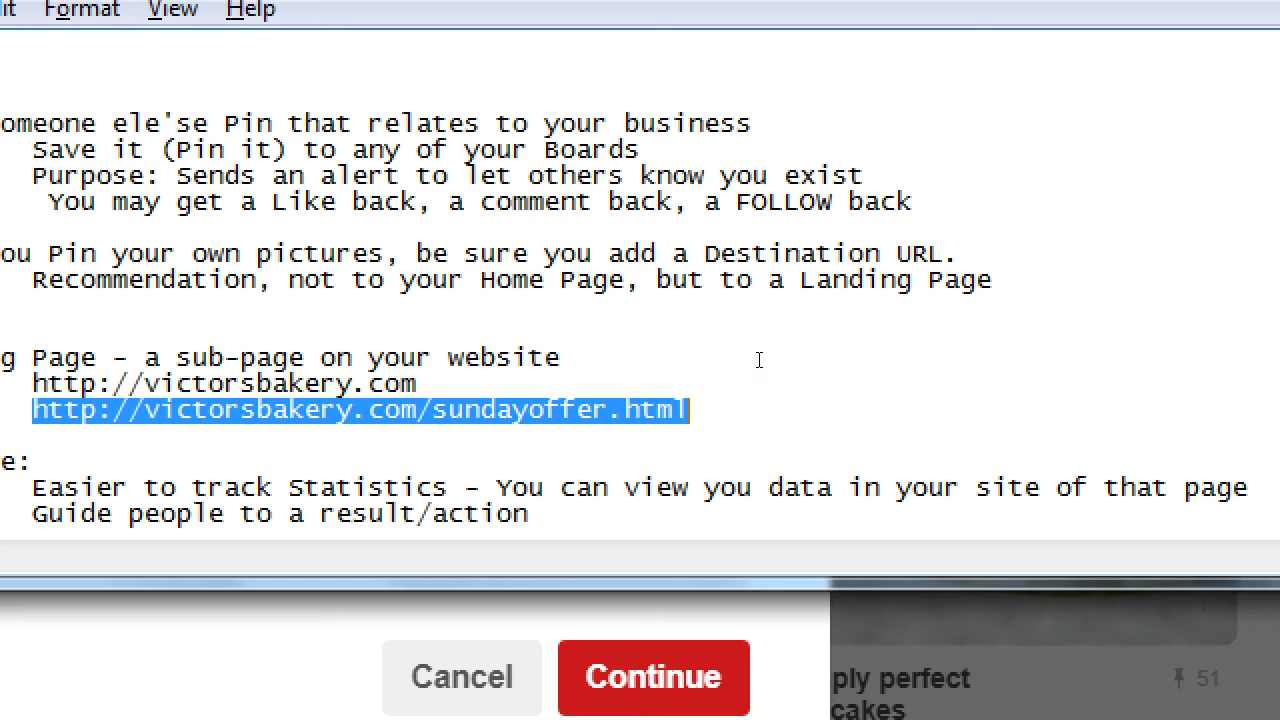 it Format View Help
omeone ele'se Pin that relates to your business
Save it (Pin it) to any of your Boards
Purpose: Sends an alert to let others know you exist
You may get a Like back, a comment back, a FOLLOW back
ou Pin your own pictures, be sure you add a Destination URL.
Recommendation, not to your Home Page, but to a Landing Page
g Page - a sub-page on your website
http://victorsbakery.com
http://victorsbakery.com/sundayoffer.html
e:
Easier to track Statistics - You can view you data in your site of that page
Guide people to a result/action
Cancel Continue
ply perfect 51
cakes